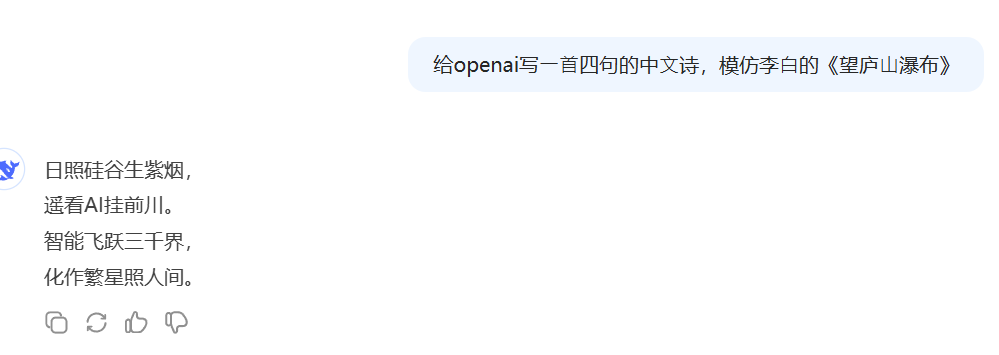 给openai写一首四句的中文诗，模仿李白的《望庐山瀑布》
日照硅谷生紫烟，
遥看AI挂前川。
智能飞跃三千界，
化作繁星照人间。